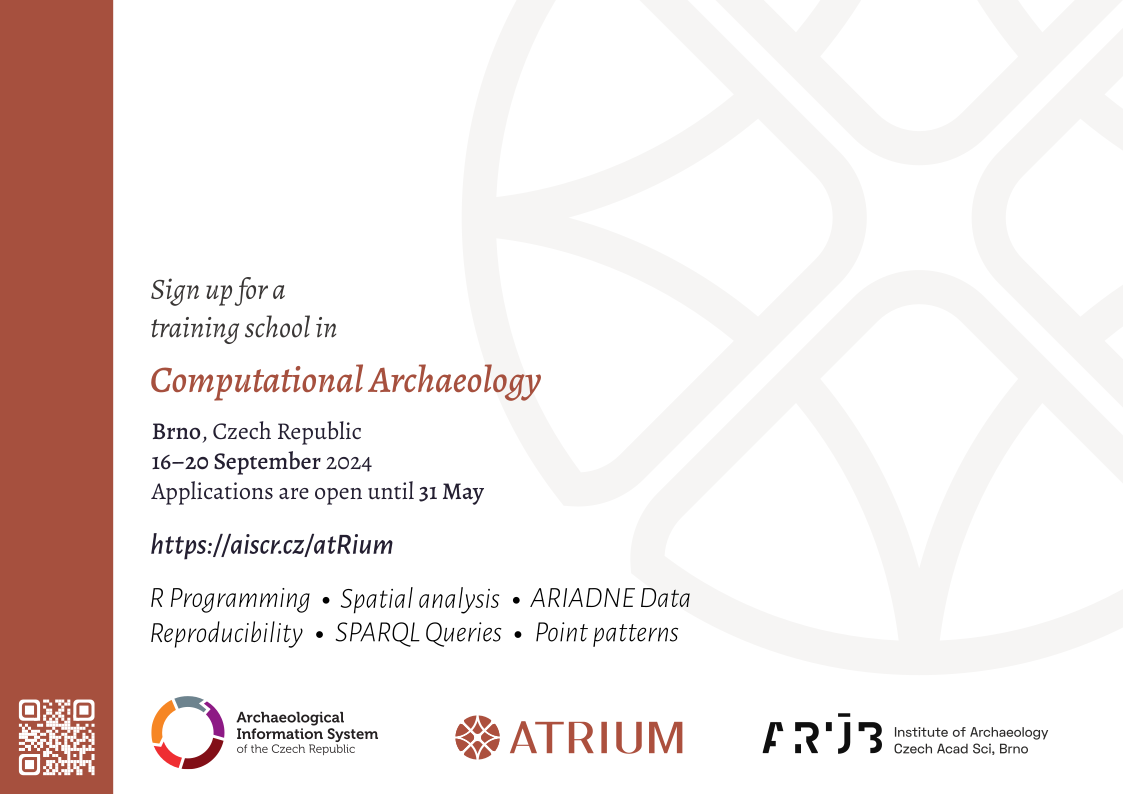 Sign up for a
training school in
Computational Archaeology
Brno, Czech Republic
16–20 September 2024
Applications are open until 31 May
https://aiscr.cz/atRium
R Programming • Spatial analysis • ARIADNE Data
Reproducibility • SPARQL Queries • Point patterns
Archaeological
Information System
of the Czech Republic
ATRIUM
ARÚB
Institute of Archaeology
Czech Acad Sci, Brno